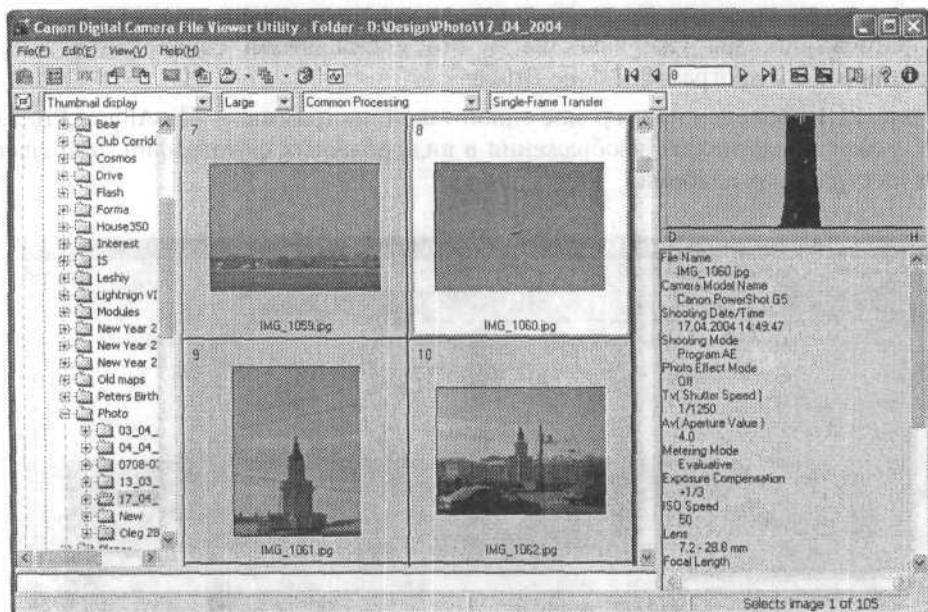 Canon Digital Camera File Viewer Utility - Folder - D:\Design\Photo\17_04_2004
File(F) Edit(E) View(V) Help(H)
8
Thumbnail display
Large
Common Processing
Single-Frame Transfer
Bear
Club Corrido
Cosmos
Drive
Flash
Forma
House350
Interest
IS
Leshiy
Lightnign VI
Modules
New Year 2
New Year 2
New Year 2
Old maps
Peters Birth
Photo
03_04_
04_04_
0708-0
13_03_
17_04_
New
Oleg 28
7
IMG_1059.jpg
8
IMG_1060.jpg
9
IMG_1061.jpg
10
IMG_1062.jpg
D H
File Name
IMG_1060.jpg
Camera Model Name
Canon PowerShot G5
Shooting Date/Time
17.04.2004 14:49:47
Shooting Mode
Program AE
Photo Effect Mode
Off
Tv( Shutter Speed )
1/1250
Av( Aperture Value )
4.0
Metering Mode
Evaluative
Exposure Compensation
+1/3
ISO Speed
50
Lens
7.2 - 28.8 mm
Focal Length
Selects image 1 of 105